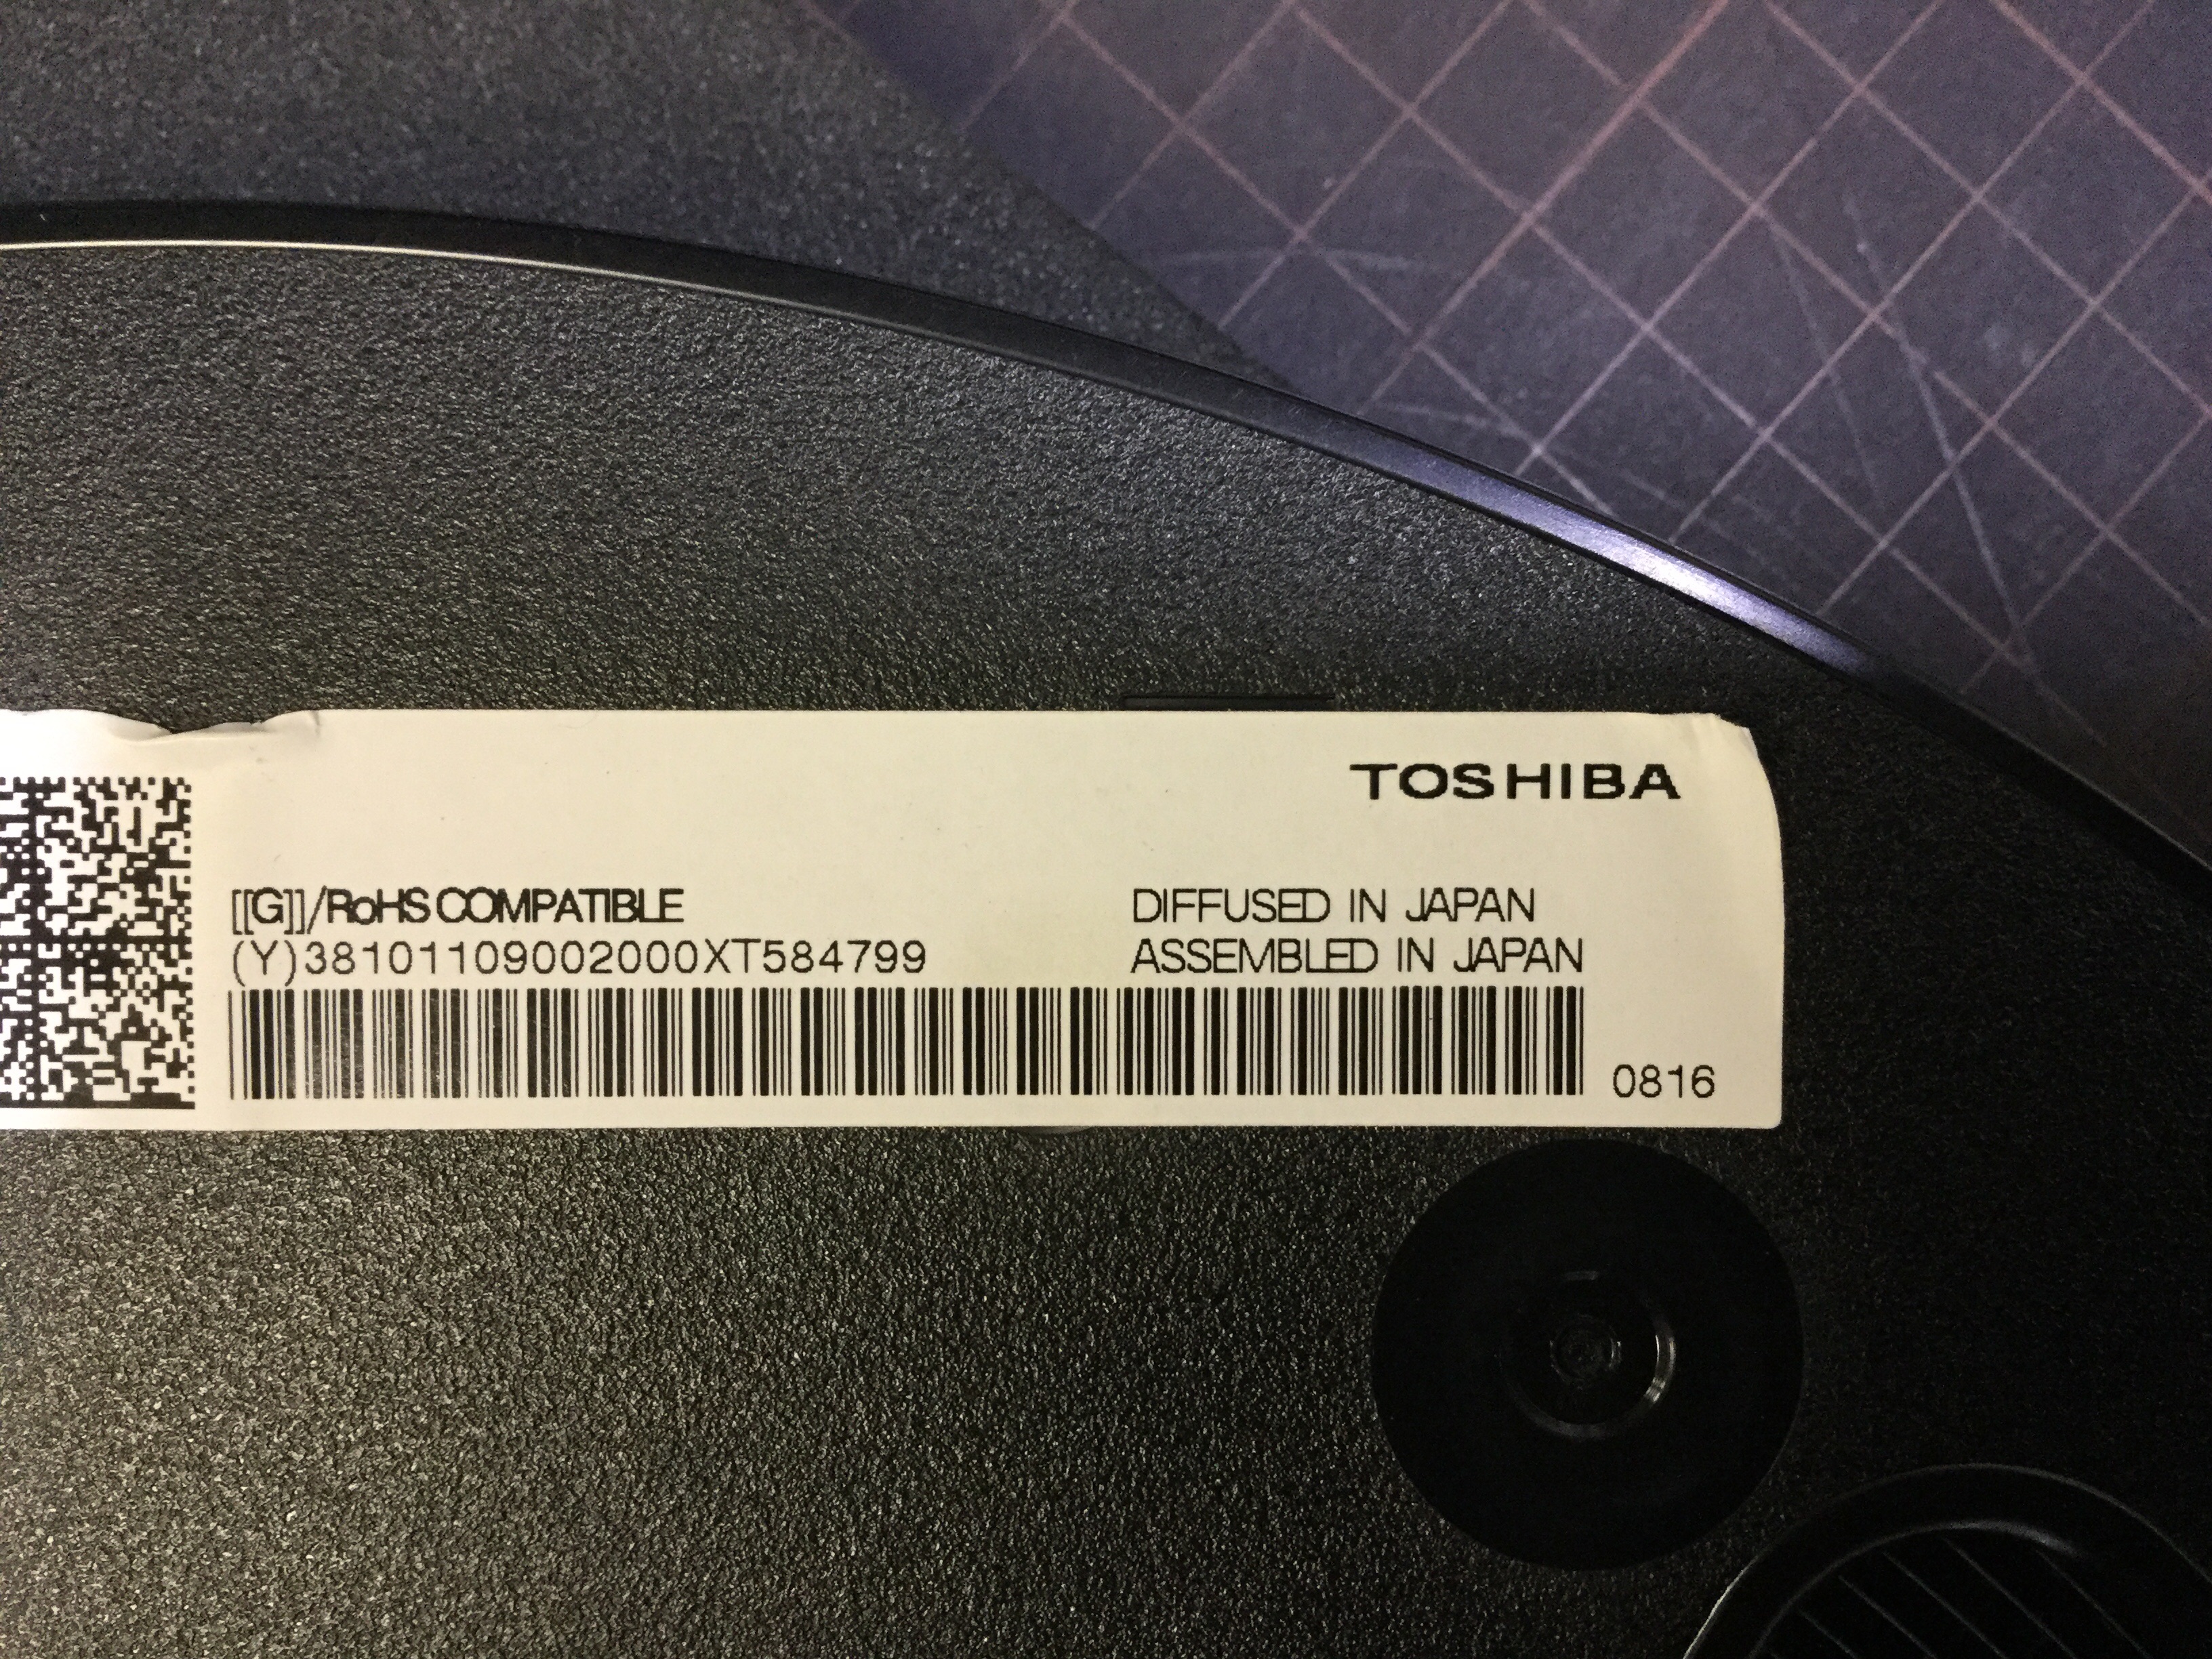 TOSHIBA
[[G]]/RoHS COMPATIBLE DIFFUSED IN JAPAN
(Y)38101109002000XT584799 ASSEMBLED IN JAPAN
0816